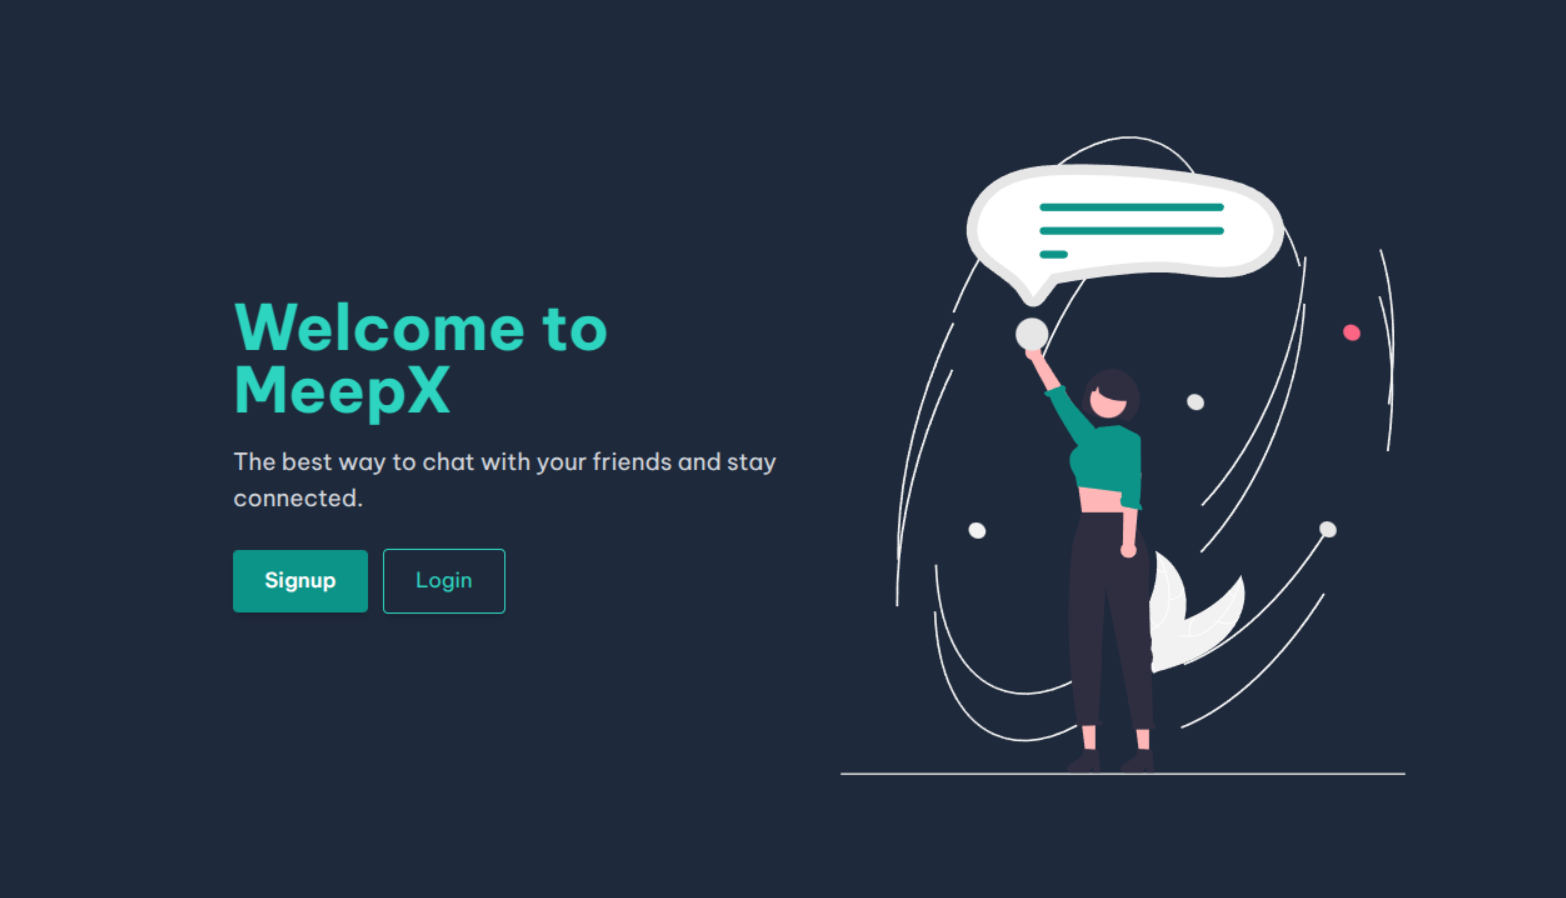 Welcome to
MeepX
The best way to chat with your friends and stay
connected.
Signup
Login